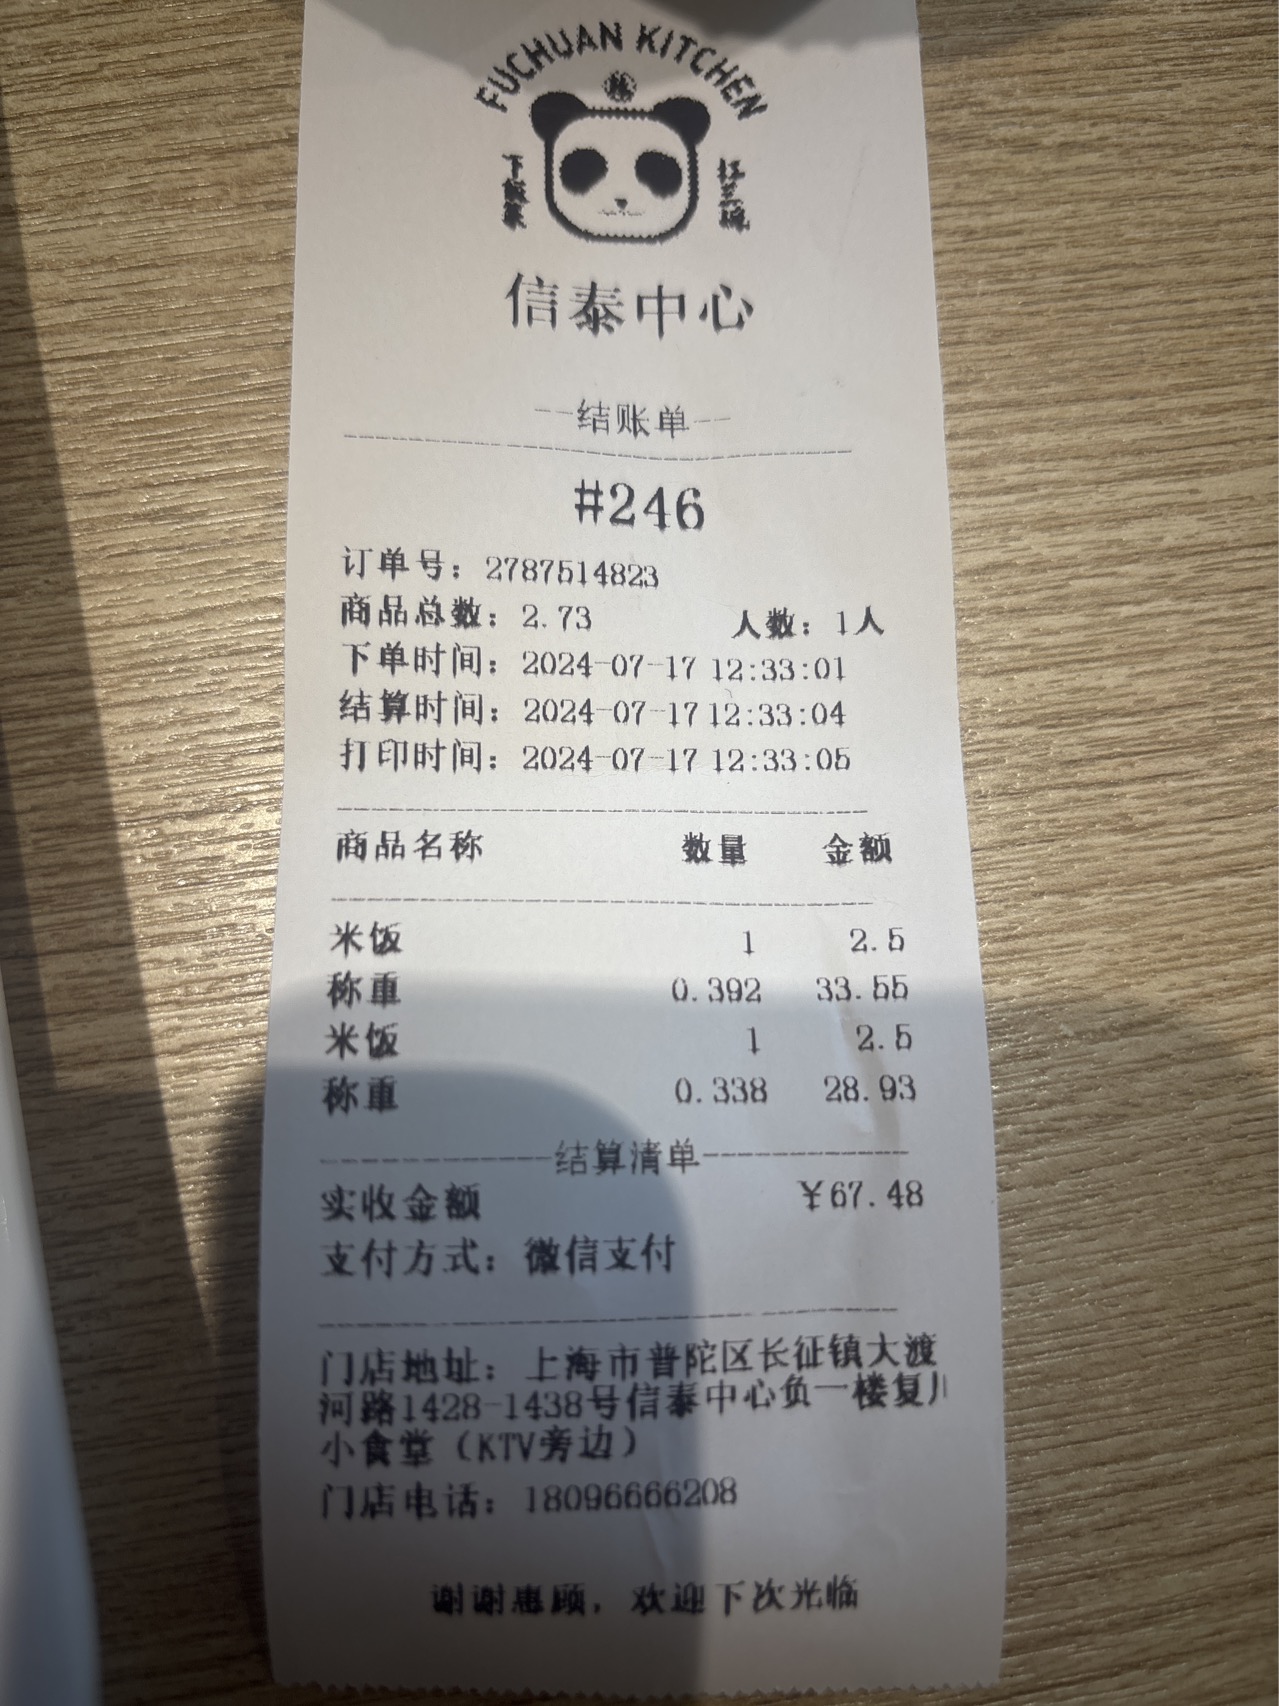 FUCHUAN KITCHEN
下饭菜
扛三碗
信泰中心
--结账单--
#246
订单号：2787514823
商品总数：2.73 人数：1人
下单时间：2024-07-17 12:33:01
结算时间：2024-07-17 12:33:04
打印时间：2024-07-17 12:33:05
商品名称 数量 金额
米饭 1 2.5
称重 0.392 33.55
米饭 1 2.5
称重 0.338 28.93
------------结算清单------------
实收金额 ¥67.48
支付方式：微信支付
门店地址：上海市普陀区长征镇大渡
河路1428-1438号信泰中心负一楼复川
小食堂（KTV旁边）
门店电话：18096666208
谢谢惠顾，欢迎下次光临